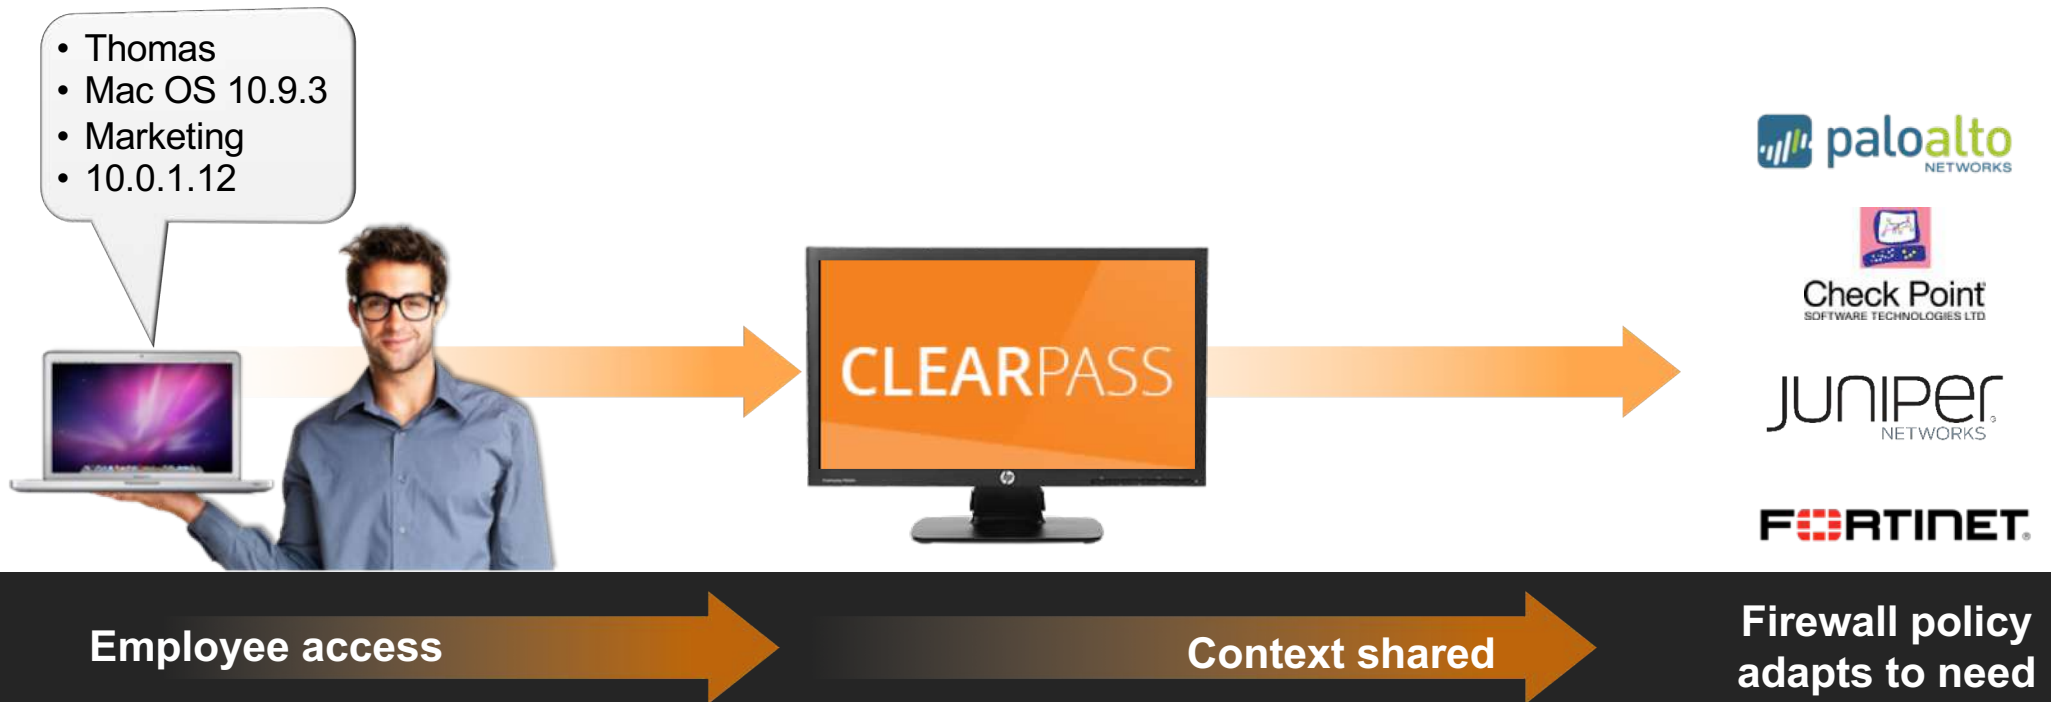 • Thomas
• Mac OS 10.9.3
• Marketing
• 10.0.1.12
CLEARPASS
hp
paloalto
NETWORKS
Check Point
SOFTWARE TECHNOLOGIES LTD.
JUNIPER
NETWORKS
FORTINET
Employee access
Context shared
Firewall policy
adapts to need